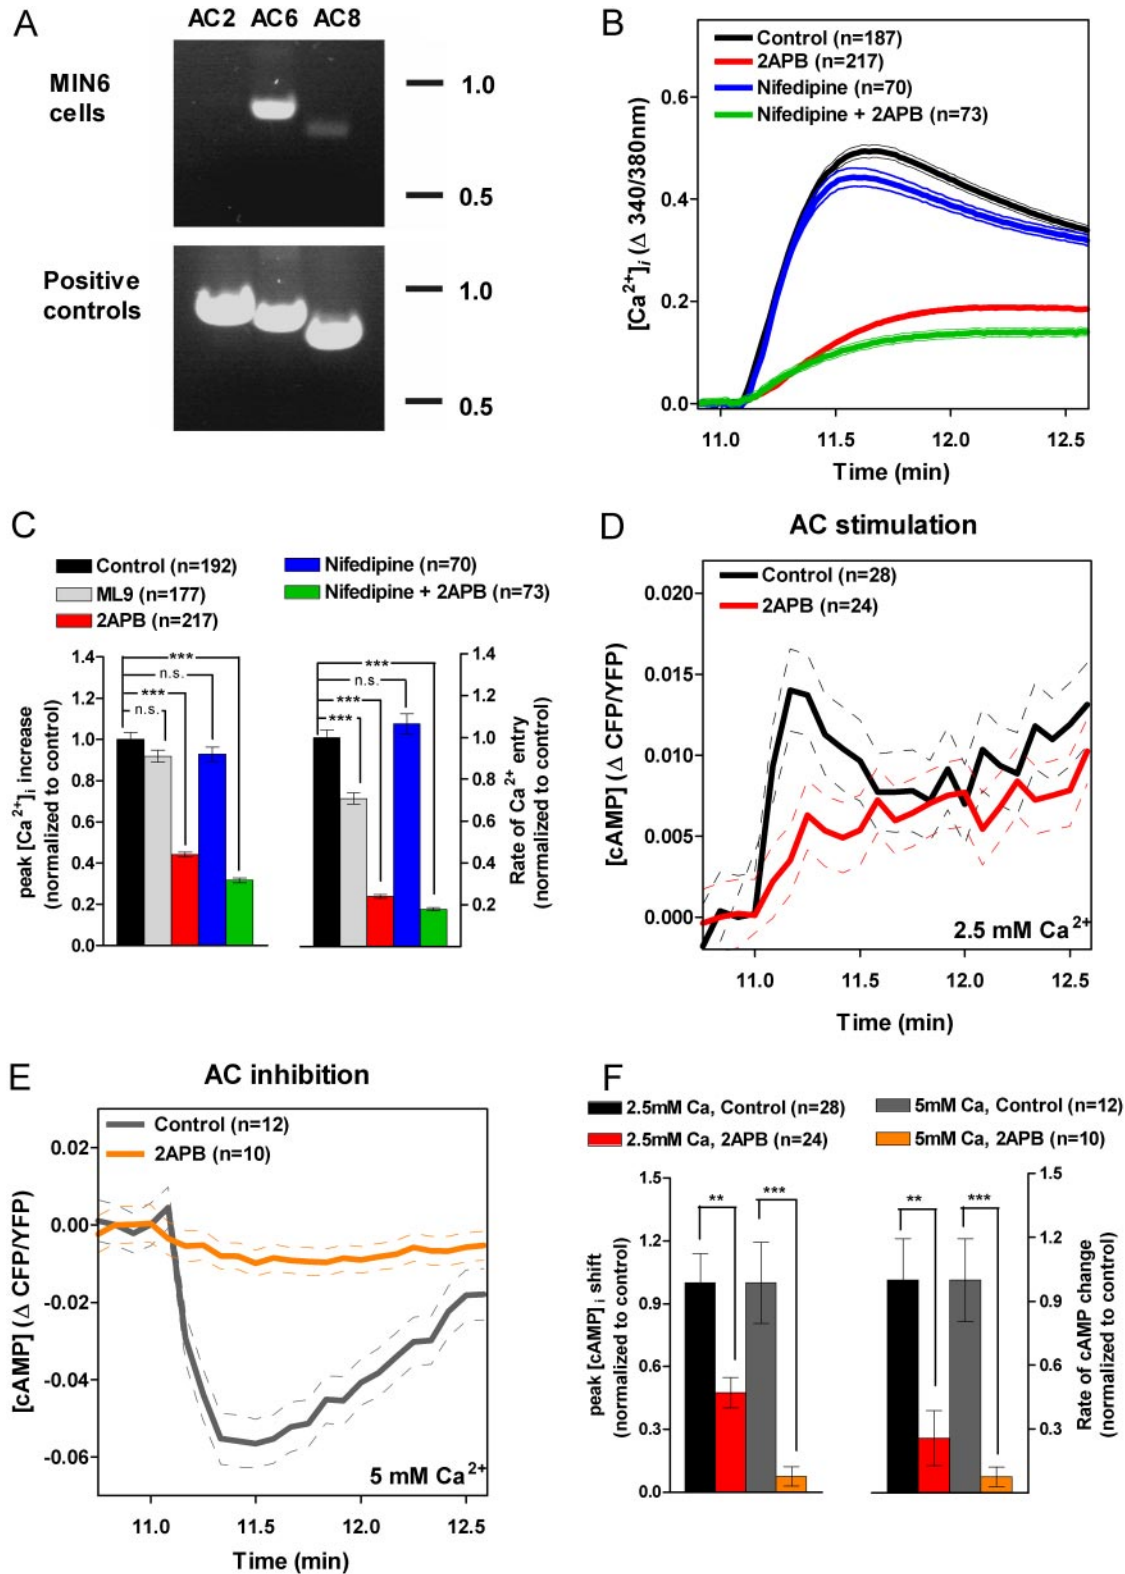 A
AC2 AC6 AC8
MIN6
cells
1.0
0.5
Positive
controls
1.0
0.5
B
Control (n=187)
2APB (n=217)
Nifedipine (n=70)
Nifedipine + 2APB (n=73)
[Ca2+]i (Δ 340/380nm)
0.6
0.4
0.2
0.0
11.0 11.5 12.0 12.5
Time (min)
C
Control (n=192)
ML9 (n=177)
2APB (n=217)
Nifedipine (n=70)
Nifedipine + 2APB (n=73)
peak [Ca 2+]i increase
(normalized to control)
1.4
1.2
1.0
0.8
0.6
0.4
0.2
0.0
***
n.s.
***
n.s.
***
n.s.
***
***
1.4
1.2
1.0
0.8
0.6
0.4
0.2
Rate of Ca2+ entry
(normalized to control)
D
AC stimulation
Control (n=28)
2APB (n=24)
[cAMP] (Δ CFP/YFP)
0.020
0.015
0.010
0.005
0.000
2.5 mM Ca2+
11.0 11.5 12.0 12.5
Time (min)
E
AC inhibition
Control (n=12)
2APB (n=10)
[cAMP] (Δ CFP/YFP)
0.02
0.00
-0.02
-0.04
-0.06
5 mM Ca2+
11.0 11.5 12.0 12.5
Time (min)
F
2.5mM Ca, Control (n=28)
2.5mM Ca, 2APB (n=24)
5mM Ca, Control (n=12)
5mM Ca, 2APB (n=10)
peak [cAMP]i shift
(normalized to control)
1.5
1.2
0.9
0.6
0.3
0.0
** ***
** ***
1.5
1.2
0.9
0.6
0.3
Rate of cAMP change
(normalized to control)